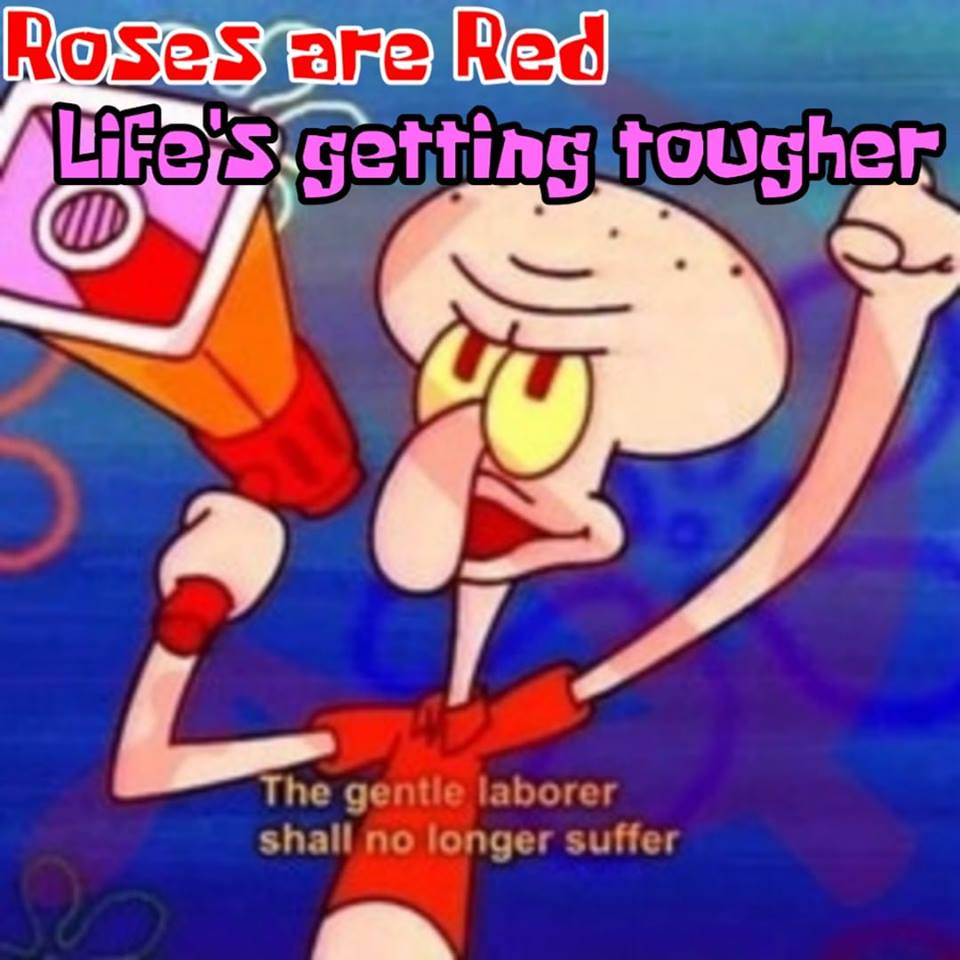 Roses are Red
Life's getting tougher
The gentle laborer
shall no longer suffer